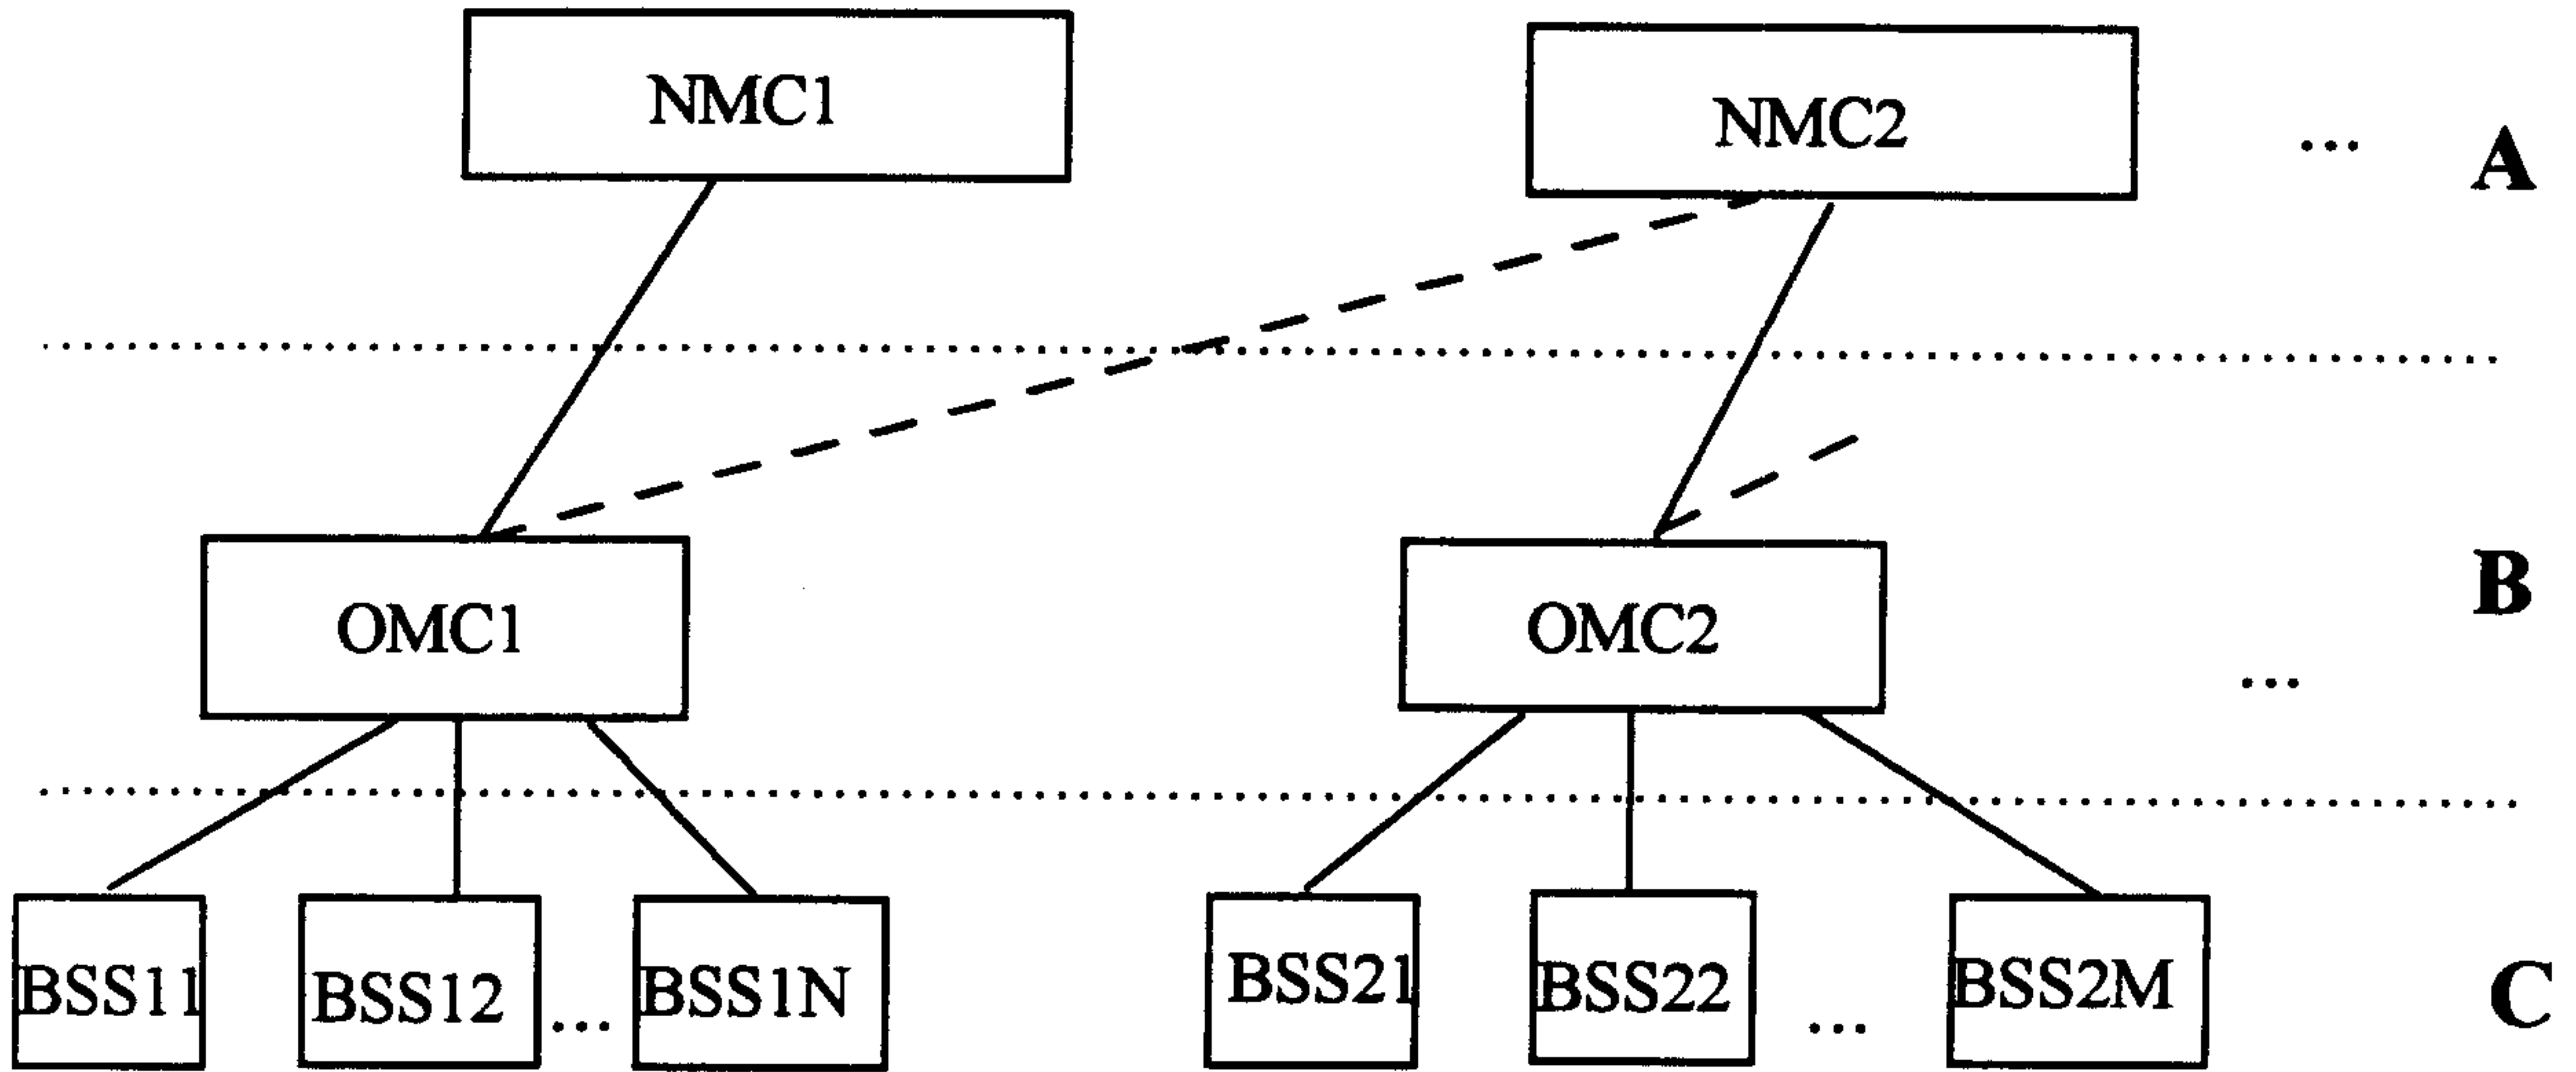 NMC1
NMC2
...
A
OMC1
OMC2
...
B
BSS11
BSS12
...
BSS1N
BSS21
BSS22
...
BSS2M
C